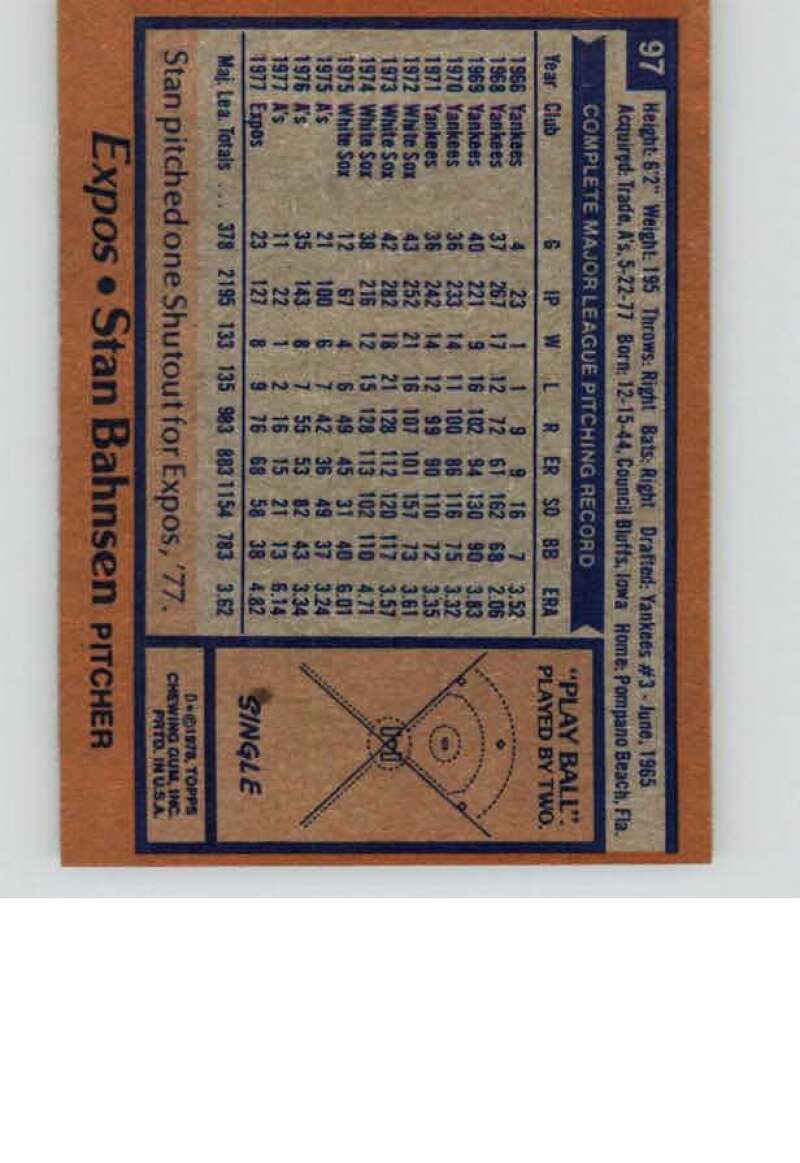 97
Height: 6'2" Weight: 195 Throws: Right Bats: Right Drafted: Yankees #3 - June, 1965
Acquired: Trade, A's, 5-22-77 Born: 12-15-44, Council Bluffs, Iowa Home: Pompano Beach, Fla.
COMPLETE MAJOR LEAGUE PITCHING RECORD
Year Club G IP W L R ER SO BB ERA
1966 Yankees 4 23 1 1 9 9 16 7 3.52
1968 Yankees 37 267 17 12 72 61 162 68 2.06
1969 Yankees 40 221 9 16 102 94 130 90 3.83
1970 Yankees 36 233 14 11 100 86 116 75 3.32
1971 Yankees 36 242 14 12 99 90 110 72 3.35
1972 White Sox 43 252 21 16 107 101 157 73 3.61
1973 White Sox 42 282 18 21 128 112 120 117 3.57
1974 White Sox 38 216 12 15 128 113 102 110 4.71
1975 White Sox 12 67 4 6 49 45 31 40 6.01
1975 A's 21 100 6 7 42 36 49 37 3.24
1976 A's 35 143 8 7 55 53 82 43 3.34
1977 A's 11 22 1 2 16 15 21 13 6.14
1977 Expos 23 127 8 9 76 68 58 38 4.82
Maj. Lea. Totals . . . 378 2195 133 135 983 883 1154 783 3.62
Stan pitched one Shutout for Expos, '77.
"PLAY BALL"
PLAYED BY TWO.
SINGLE
D*©1978, TOPPS
CHEWING GUM, INC.
PRTD. IN U.S.A.
Expos • Stan Bahnsen PITCHER